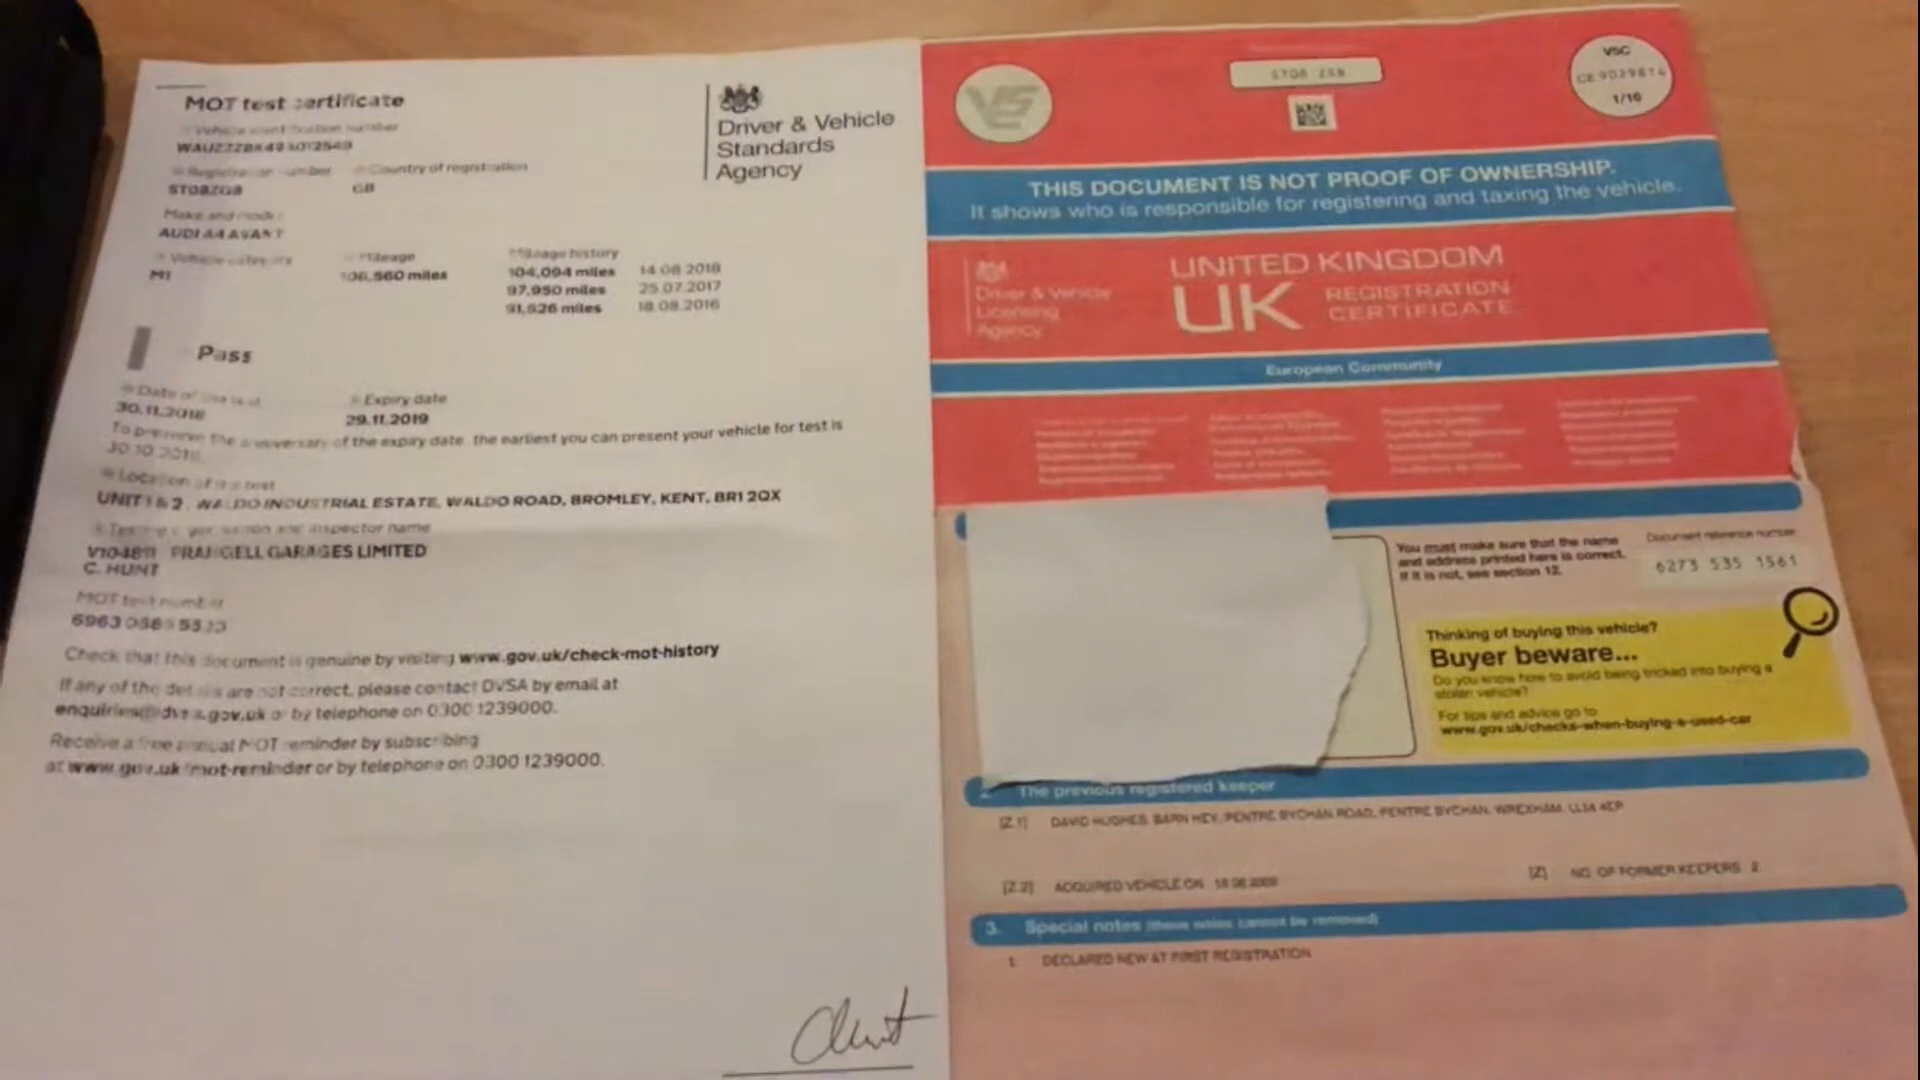 MOT test certificate
Vehicle identification number
Registration number
Country of registration
ST08ZGB
GB
Make and model
AUDI A4 AVANT
Vehicle category
Mileage
Mileage history
M1
106,560 miles
104,094 miles 14.08.2018
97,950 miles 25.07.2017
91,626 miles 18.08.2016
Driver & Vehicle
Standards
Agency
Pass
Date of the test
Expiry date
30.11.2018
29.11.2019
To preserve the anniversary of the expiry date, the earliest you can present your vehicle for test is
Location of the test
UNIT 1 & 2, WALDO INDUSTRIAL ESTATE, WALDO ROAD, BROMLEY, KENT, BR1 2QX
Testing organisation and inspector name
PRANGELL GARAGES LIMITED
C. HUNT
MOT test number
Check that this document is genuine by visiting www.gov.uk/check-mot-history
If any of the details are not correct, please contact DVSA by email at
enquiries@dvsa.gov.uk or by telephone on 0300 1239000.
Receive a free annual MOT reminder by subscribing
at www.gov.uk/mot-reminder or by telephone on 0300 1239000.
ST08 ZGB
VSC
CE 9029814
1/16
THIS DOCUMENT IS NOT PROOF OF OWNERSHIP.
It shows who is responsible for registering and taxing the vehicle.
Driver & Vehicle
Licensing
Agency
UNITED KINGDOM
UK REGISTRATION
CERTIFICATE
European Community
You must make sure that the name
and address printed here is correct.
If it is not, see section 12.
Document reference number
6273 535 1561
Thinking of buying this vehicle?
Buyer beware...
Do you know how to avoid being tricked into buying a
stolen vehicle?
For tips and advice go to
www.gov.uk/checks-when-buying-a-used-car
2. The previous registered keeper
[Z.1] DAVID HUGHES, BARN HEY, PENTRE BYCHAN ROAD, PENTRE BYCHAN, WREXHAM, LL14 4EP
[Z.2] ACQUIRED VEHICLE ON
[Z] NO. OF FORMER KEEPERS 2
3. Special notes (these notes cannot be removed)
1. DECLARED NEW AT FIRST REGISTRATION